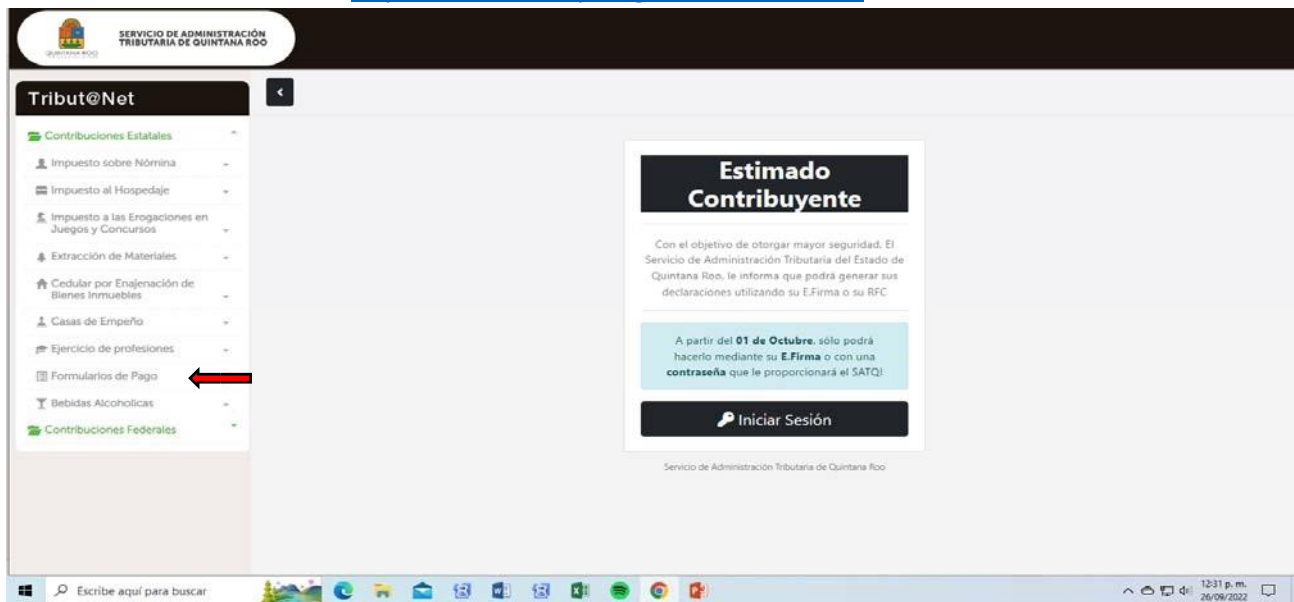 SERVICIO DE ADMINISTRACIÓN
TRIBUTARIA DE QUINTANA ROO
QUINTANA ROO
Tribut@Net
Contribuciones Estatales
Impuesto sobre Nómina
Impuesto al Hospedaje
Impuesto a las Erogaciones en
Juegos y Concursos
Extracción de Materiales
Cedular por Enajenación de
Bienes Inmuebles
Casas de Empeño
Ejercicio de profesiones
Formularios de Pago
Bebidas Alcoholicas
Contribuciones Federales
Estimado
Contribuyente
Con el objetivo de otorgar mayor seguridad. El
Servicio de Administración Tributaria del Estado de
Quintana Roo, le informa que podrá generar sus
declaraciones utilizando su E.Firma o su RFC
A partir del 01 de Octubre, sólo podrá
hacerlo mediante su E.Firma o con una
contraseña que le proporcionará el SATQ!
Iniciar Sesión
Servicio de Administración Tributaria de Quintana Roo
Escribe aquí para buscar
12:31 p. m.
26/09/2022